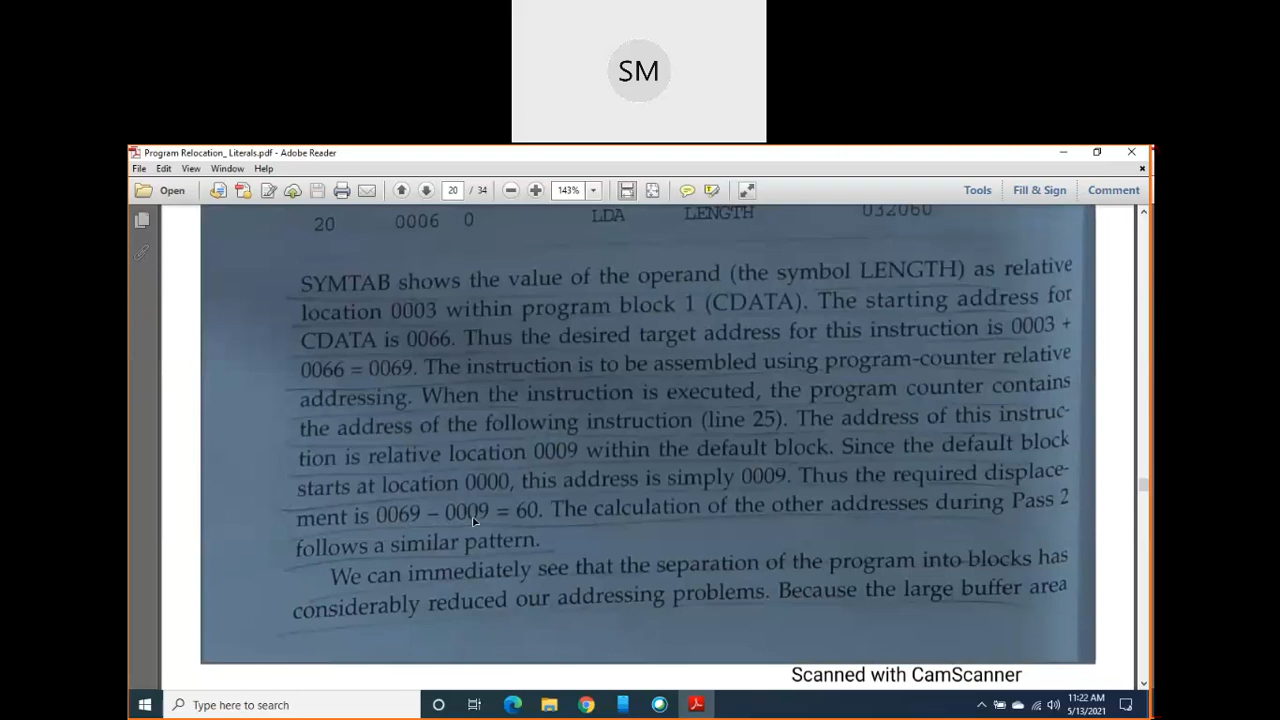 SM
Program Relocation_ Literals.pdf - Adobe Reader
File Edit View Window Help
Open 20 / 34 143% Tools Fill & Sign Comment
20 0006 0 LDA LENGTH 032060
SYMTAB shows the value of the operand (the symbol LENGTH) as relative
location 0003 within program block 1 (CDATA). The starting address for
CDATA is 0066. Thus the desired target address for this instruction is 0003 +
0066 = 0069. The instruction is to be assembled using program-counter relative
addressing. When the instruction is executed, the program counter contains
the address of the following instruction (line 25). The address of this instruc-
tion is relative location 0009 within the default block. Since the default block
starts at location 0000, this address is simply 0009. Thus the required displace-
ment is 0069 – 0009 = 60. The calculation of the other addresses during Pass 2
follows a similar pattern.
We can immediately see that the separation of the program into blocks has
considerably reduced our addressing problems. Because the large buffer area
Scanned with CamScanner
Type here to search
11:22 AM
5/13/2021